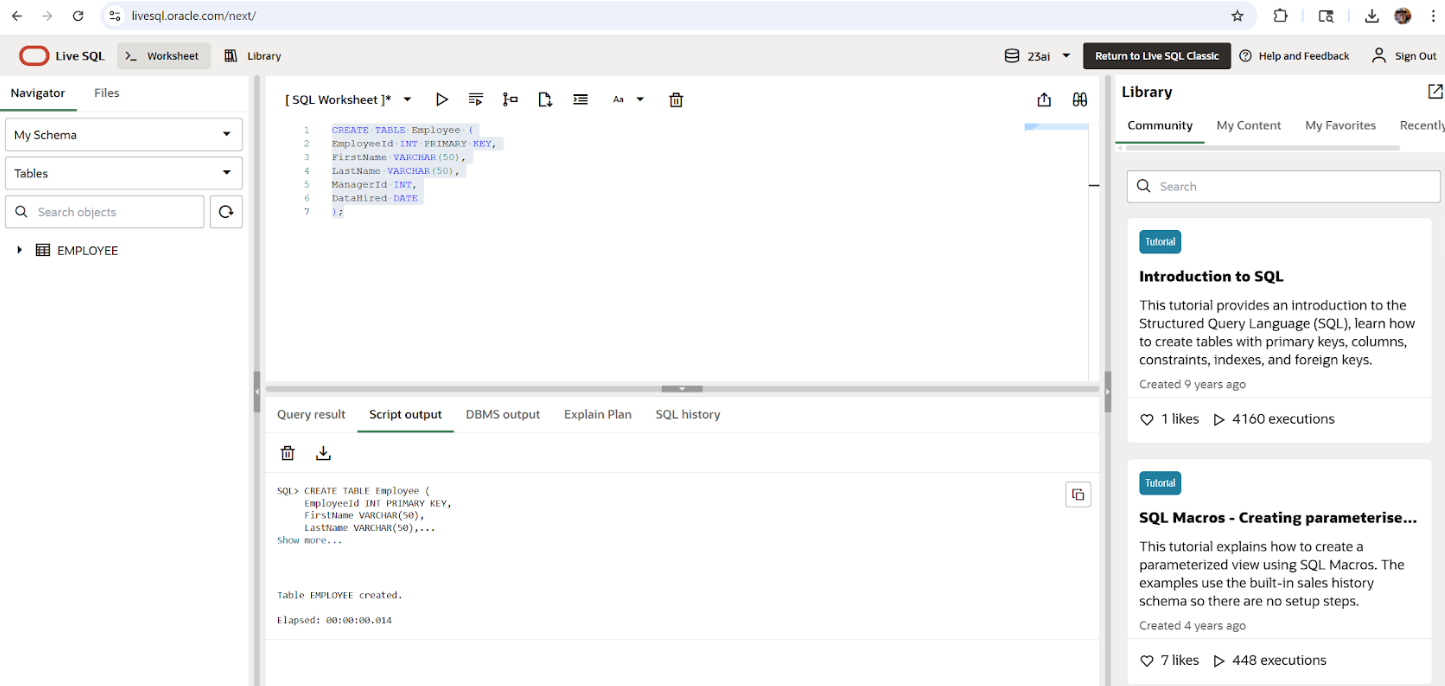 livesql.oracle.com/next/
Live SQL
Worksheet
Library
23ai
Return to Live SQL Classic
Help and Feedback
Sign Out
Navigator
Files
My Schema
Tables
Search objects
EMPLOYEE
[ SQL Worksheet ]*
Aa
1 CREATE TABLE Employee (
2 EmployeeId INT PRIMARY KEY,
3 FirstName VARCHAR(50),
4 LastName VARCHAR(50),
5 ManagerId INT,
6 DataHired DATE
7 );
Query result
Script output
DBMS output
Explain Plan
SQL history
SQL> CREATE TABLE Employee (
EmployeeId INT PRIMARY KEY,
FirstName VARCHAR(50),
LastName VARCHAR(50),...
Show more...
Table EMPLOYEE created.
Elapsed: 00:00:00.014
Library
Community
My Content
My Favorites
Recently
Search
Tutorial
Introduction to SQL
This tutorial provides an introduction to the
Structured Query Language (SQL), learn how
to create tables with primary keys, columns,
constraints, indexes, and foreign keys.
Created 9 years ago
1 likes
4160 executions
Tutorial
SQL Macros - Creating parameterise...
This tutorial explains how to create a
parameterized view using SQL Macros. The
examples use the built-in sales history
schema so there are no setup steps.
Created 4 years ago
7 likes
448 executions